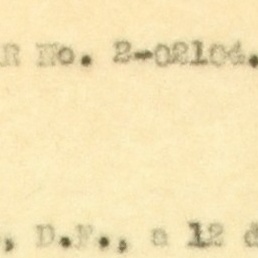 R No. 2-02104.
, D.F., a 12 d